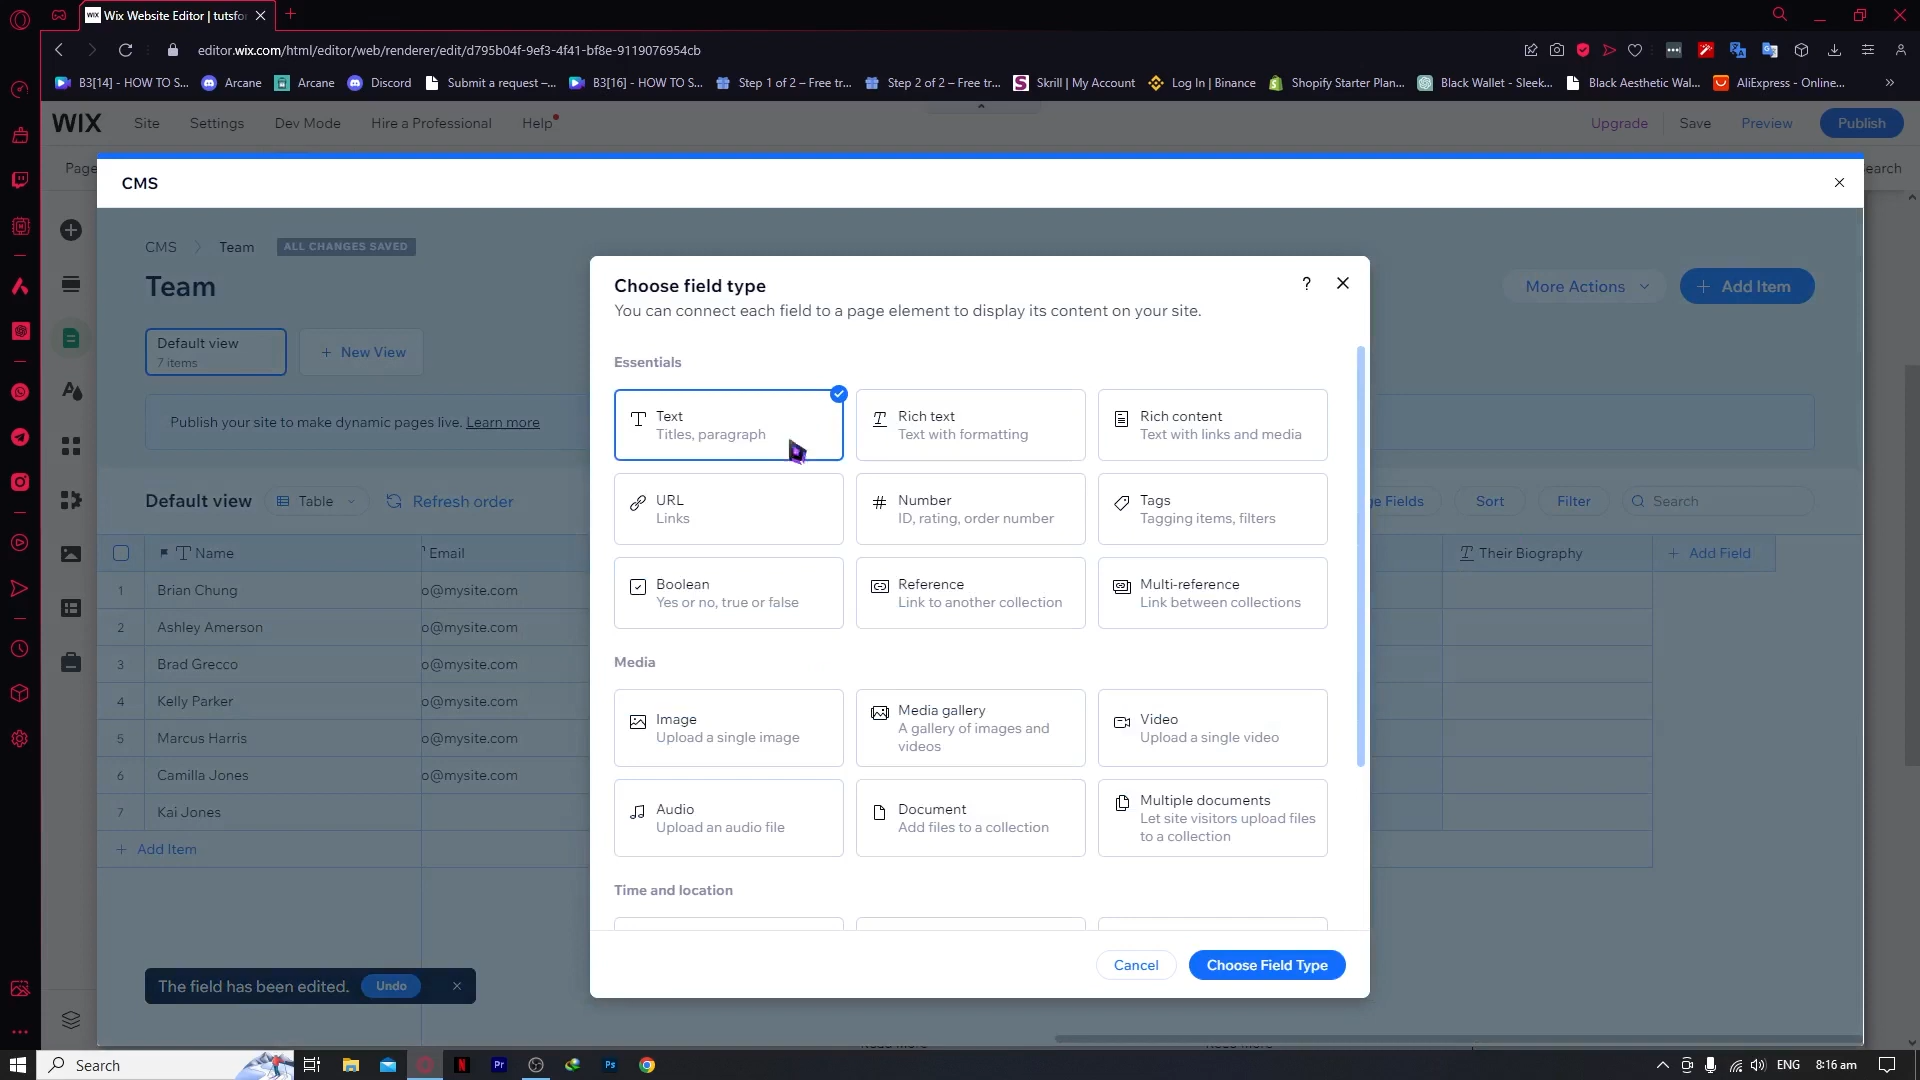 Wix Website Editor | tutsfor
editor.wix.com/html/editor/web/renderer/edit/d795b04f-9ef3-4f41-bf8e-9119076954cb
B3[14] - HOW TO S...
Arcane
Arcane
Discord
Submit a request –...
B3[16] - HOW TO S...
Step 1 of 2 – Free tr...
Step 2 of 2 – Free tr...
Skrill | My Account
Log In | Binance
Shopify Starter Plan...
Black Wallet - Sleek...
Black Aesthetic Wal...
AliExpress - Online...
WIX
Site
Settings
Dev Mode
Hire a Professional
Help
Upgrade
Save
Preview
Publish
Page
earch
CMS
CMS
Team
ALL CHANGES SAVED
Team
More Actions
+ Add Item
Default view
7 items
+ New View
Publish your site to make dynamic pages live. Learn more
Default view
Table
Refresh order
ge Fields
Sort
Filter
Search
Name
Email
Their Biography
+ Add Field
1
Brian Chung
o@mysite.com
2
Ashley Amerson
o@mysite.com
3
Brad Grecco
o@mysite.com
4
Kelly Parker
o@mysite.com
5
Marcus Harris
o@mysite.com
6
Camilla Jones
o@mysite.com
7
Kai Jones
+ Add Item
Choose field type
?
You can connect each field to a page element to display its content on your site.
Essentials
Text
Titles, paragraph
Rich text
Text with formatting
Rich content
Text with links and media
URL
Links
Number
ID, rating, order number
Tags
Tagging items, filters
Boolean
Yes or no, true or false
Reference
Link to another collection
Multi-reference
Link between collections
Media
Image
Upload a single image
Media gallery
A gallery of images and
videos
Video
Upload a single video
Audio
Upload an audio file
Document
Add files to a collection
Multiple documents
Let site visitors upload files
to a collection
Time and location
Cancel
Choose Field Type
The field has been edited.
Undo
Search
Pr
Ps
ENG
8:16 am